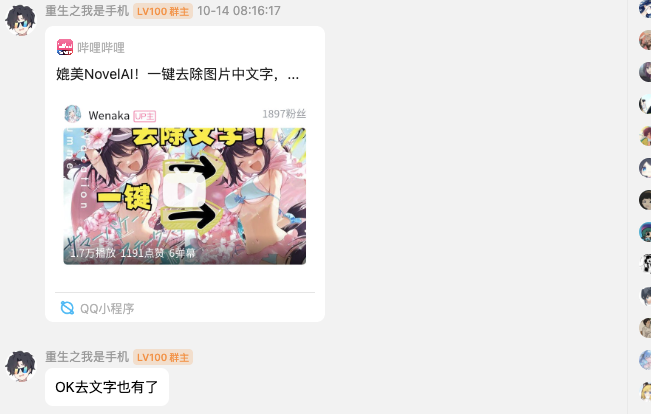 重生之我是手机 LV100 群主 10-14 08:16:17
哔哩哔哩
媲美NovelAI！一键去除图片中文字，...
Wenaka UP主 1897粉丝
去除文字！
一键
1.7万播放 1191点赞 6弹幕
QQ小程序
重生之我是手机 LV100 群主
OK去文字也有了